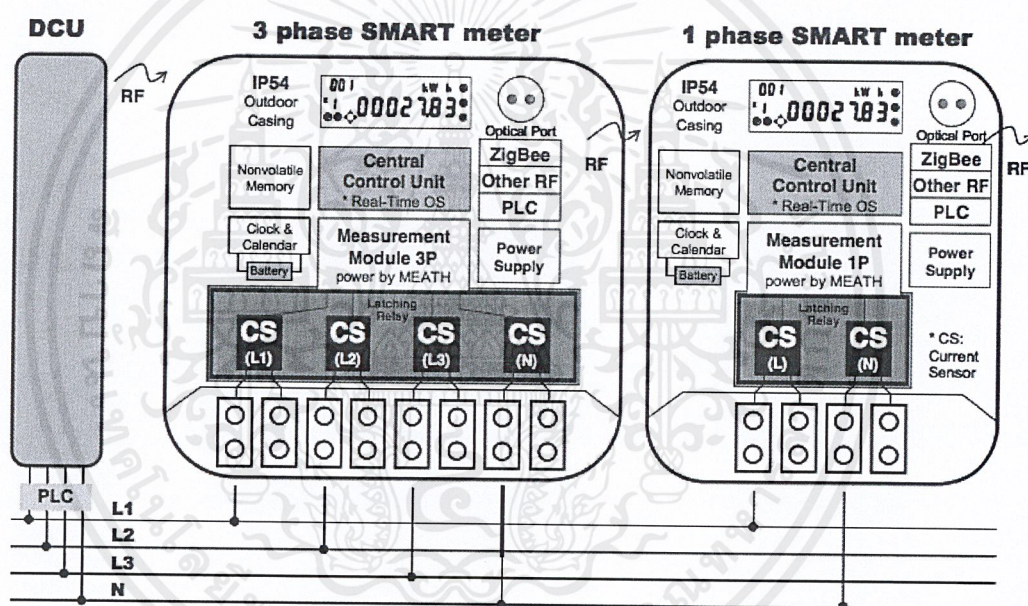 DCU
RF
PLC
L1
L2
L3
N
3 phase SMART meter
IP54
Outdoor
Casing
001 kW h
00027.83
Optical Port
RF
Nonvolatile
Memory
Central
Control Unit
* Real-Time OS
ZigBee
Other RF
PLC
Clock &
Calendar
Battery
Measurement
Module 3P
power by MEATH
Power
Supply
Latching
Relay
CS
(L1)
CS
(L2)
CS
(L3)
CS
(N)
1 phase SMART meter
IP54
Outdoor
Casing
001 kW h
00027.83
Optical Port
RF
Nonvolatile
Memory
Central
Control Unit
* Real-Time OS
ZigBee
Other RF
PLC
Clock &
Calendar
Battery
Measurement
Module 1P
power by MEATH
Power
Supply
Latching
Relay
CS
(L)
CS
(N)
* CS:
Current
Sensor